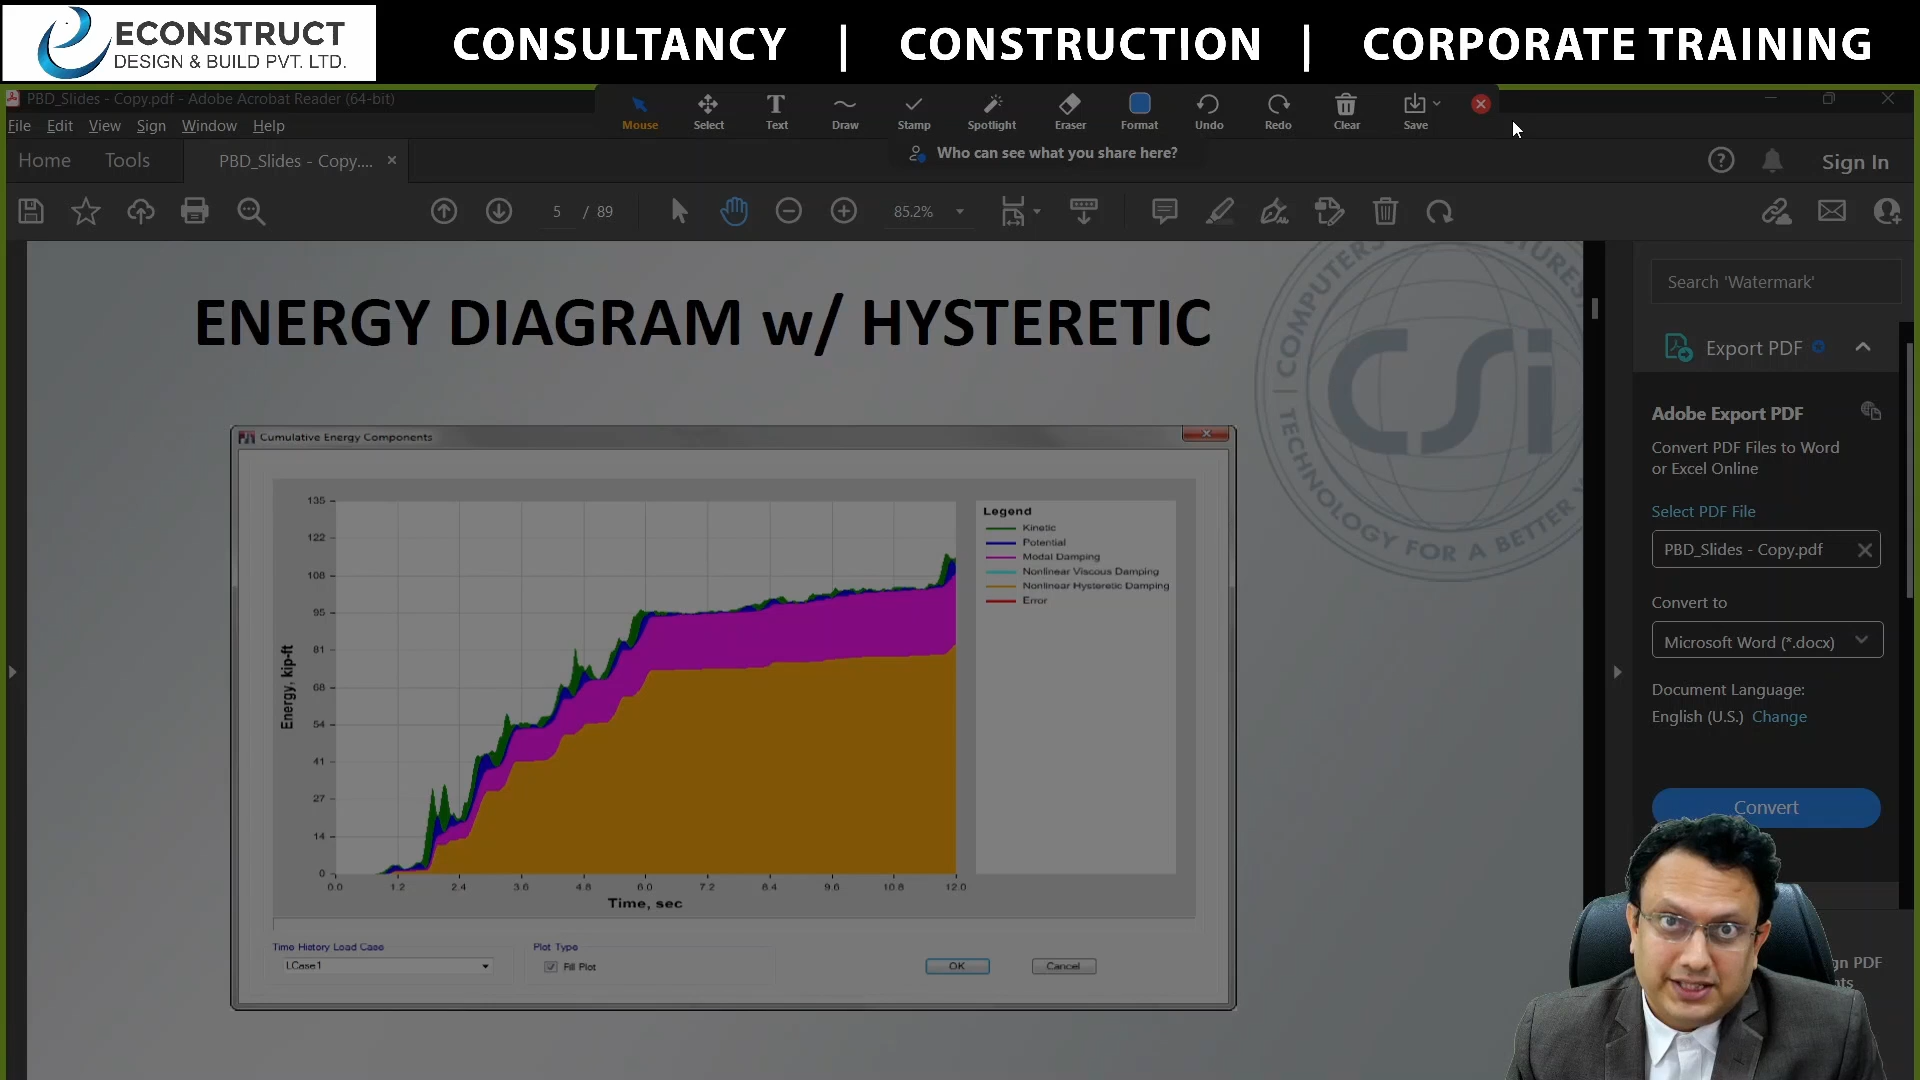 ECONSTRUCT
DESIGN & BUILD PVT. LTD.
CONSULTANCY | CONSTRUCTION | CORPORATE TRAINING
PBD_Slides - Copy.pdf - Adobe Acrobat Reader (64-bit)
Mouse Select Text Draw Stamp Spotlight Eraser Format Undo Redo Clear Save
File Edit View Sign Window Help
Who can see what you share here?
Home Tools PBD_Slides - Copy....
Sign In
5 / 89
85.2%
ENERGY DIAGRAM w/ HYSTERETIC
COMPUTERS
CSi
TECHNOLOGY FOR A BETTER
Search 'Watermark'
Export PDF
Adobe Export PDF
Convert PDF Files to Word
or Excel Online
Select PDF File
PBD_Slides - Copy.pdf
Convert to
Microsoft Word (*.docx)
Document Language:
English (U.S.) Change
Convert
Cumulative Energy Components
135
122
108
95
81
68
54
41
27
14
0
Energy, kip-ft
0.0 1.2 2.4 3.6 4.8 6.0 7.2 8.4 9.6 10.8 12.0
Time, sec
Legend
Kinetic
Potential
Modal Damping
Nonlinear Viscous Damping
Nonlinear Hysteretic Damping
Error
Time History Load Case
LCase1
Plot Type
Fill Plot
OK
Cancel
gn PDF
nts